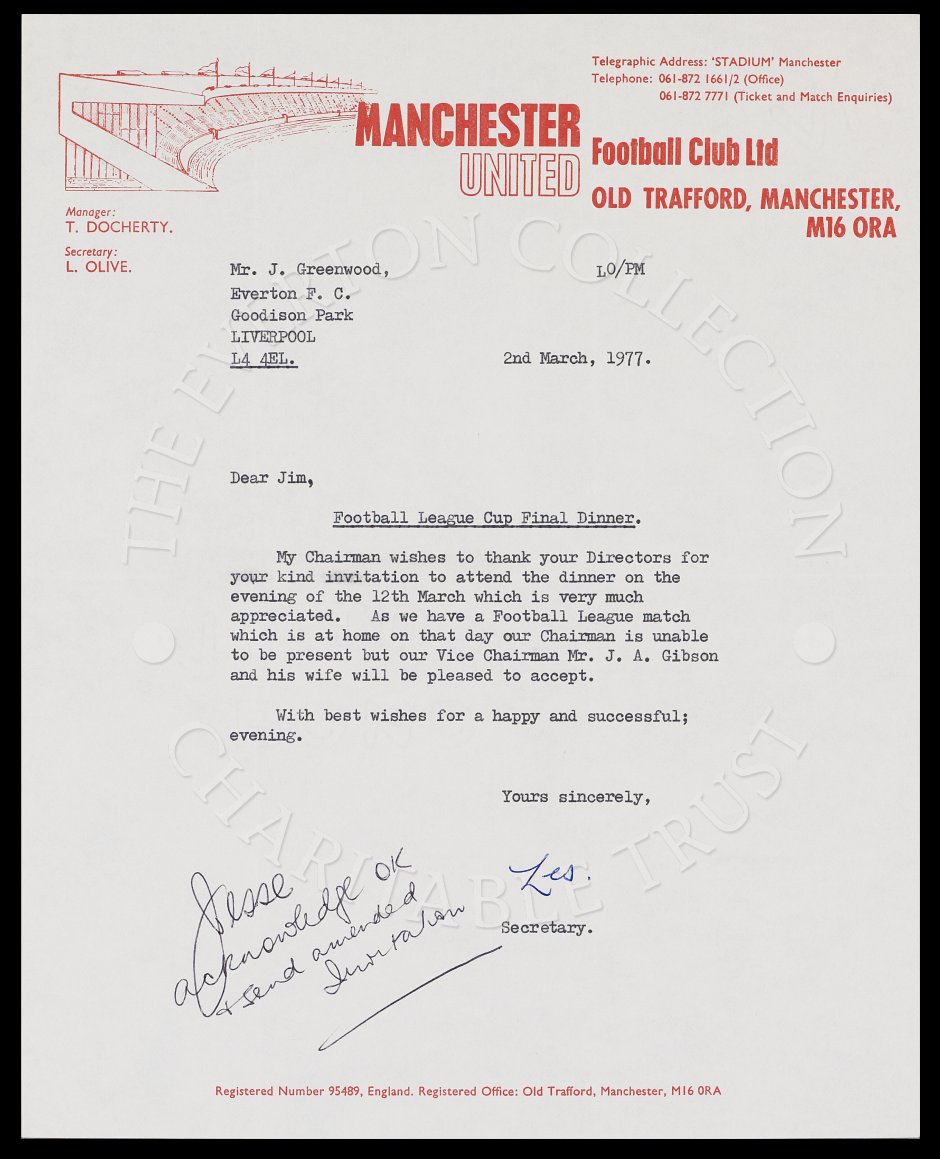 Telegraphic Address: 'STADIUM' Manchester
Telephone: 061-872 1661/2 (Office)
061-872 7771 (Ticket and Match Enquiries)
MANCHESTER
UNITED
Football Club Ltd
OLD TRAFFORD, MANCHESTER,
M16 ORA
Manager:
T. DOCHERTY.
Secretary:
L. OLIVE.
Mr. J. Greenwood,
LO/PM
Everton F. C.
Goodison Park
LIVERPOOL
L4 4EL.
2nd March, 1977.
Dear Jim,
Football League Cup Final Dinner.
My Chairman wishes to thank your Directors for
your kind invitation to attend the dinner on the
evening of the 12th March which is very much
appreciated. As we have a Football League match
which is at home on that day our Chairman is unable
to be present but our Vice Chairman Mr. J. A. Gibson
and his wife will be pleased to accept.
With best wishes for a happy and successful;
evening.
Yours sincerely,
Les.
Secretary.
Jesse
acknowledge OK
+ send amended
Invitation
Registered Number 95489, England. Registered Office: Old Trafford, Manchester, M16 0RA
THE EVERTON COLLECTION
CHARITABLE TRUST